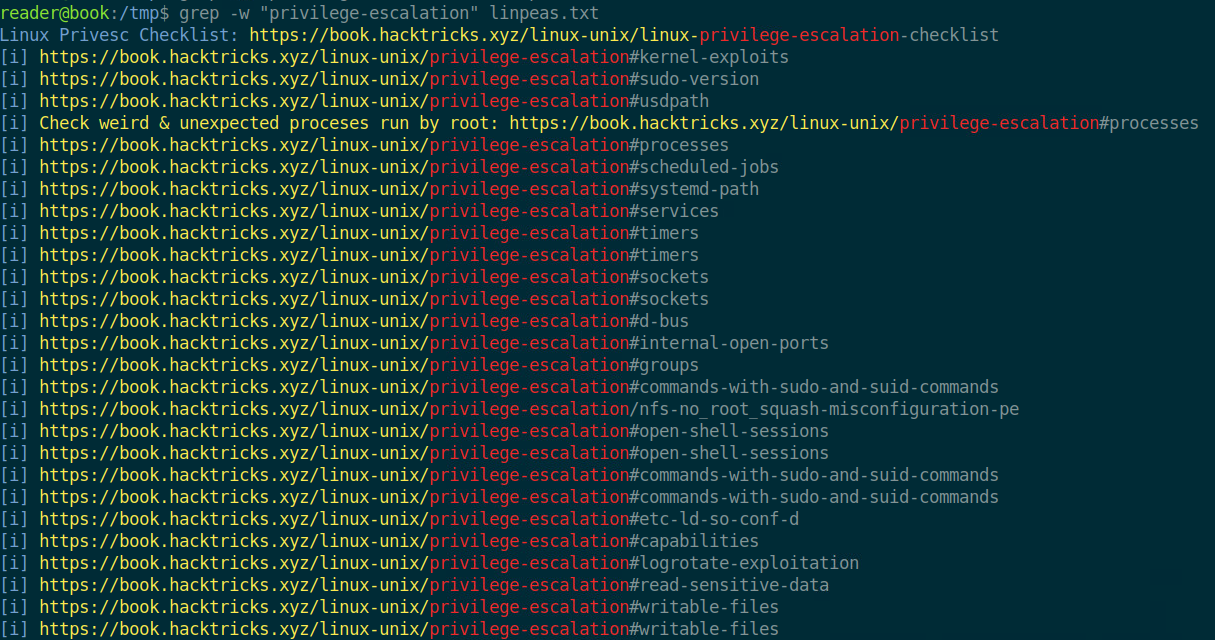 reader@book:/tmp$ grep -w "privilege-escalation" linpeas.txt
Linux Privesc Checklist: https://book.hacktricks.xyz/linux-unix/linux-privilege-escalation-checklist
[i] https://book.hacktricks.xyz/linux-unix/privilege-escalation#kernel-exploits
[i] https://book.hacktricks.xyz/linux-unix/privilege-escalation#sudo-version
[i] https://book.hacktricks.xyz/linux-unix/privilege-escalation#usdpath
[i] Check weird & unexpected proceses run by root: https://book.hacktricks.xyz/linux-unix/privilege-escalation#processes
[i] https://book.hacktricks.xyz/linux-unix/privilege-escalation#processes
[i] https://book.hacktricks.xyz/linux-unix/privilege-escalation#scheduled-jobs
[i] https://book.hacktricks.xyz/linux-unix/privilege-escalation#systemd-path
[i] https://book.hacktricks.xyz/linux-unix/privilege-escalation#services
[i] https://book.hacktricks.xyz/linux-unix/privilege-escalation#timers
[i] https://book.hacktricks.xyz/linux-unix/privilege-escalation#timers
[i] https://book.hacktricks.xyz/linux-unix/privilege-escalation#sockets
[i] https://book.hacktricks.xyz/linux-unix/privilege-escalation#sockets
[i] https://book.hacktricks.xyz/linux-unix/privilege-escalation#d-bus
[i] https://book.hacktricks.xyz/linux-unix/privilege-escalation#internal-open-ports
[i] https://book.hacktricks.xyz/linux-unix/privilege-escalation#groups
[i] https://book.hacktricks.xyz/linux-unix/privilege-escalation#commands-with-sudo-and-suid-commands
[i] https://book.hacktricks.xyz/linux-unix/privilege-escalation/nfs-no_root_squash-misconfiguration-pe
[i] https://book.hacktricks.xyz/linux-unix/privilege-escalation#open-shell-sessions
[i] https://book.hacktricks.xyz/linux-unix/privilege-escalation#open-shell-sessions
[i] https://book.hacktricks.xyz/linux-unix/privilege-escalation#commands-with-sudo-and-suid-commands
[i] https://book.hacktricks.xyz/linux-unix/privilege-escalation#commands-with-sudo-and-suid-commands
[i] https://book.hacktricks.xyz/linux-unix/privilege-escalation#etc-ld-so-conf-d
[i] https://book.hacktricks.xyz/linux-unix/privilege-escalation#capabilities
[i] https://book.hacktricks.xyz/linux-unix/privilege-escalation#logrotate-exploitation
[i] https://book.hacktricks.xyz/linux-unix/privilege-escalation#read-sensitive-data
[i] https://book.hacktricks.xyz/linux-unix/privilege-escalation#writable-files
[i] https://book.hacktricks.xyz/linux-unix/privilege-escalation#writable-files